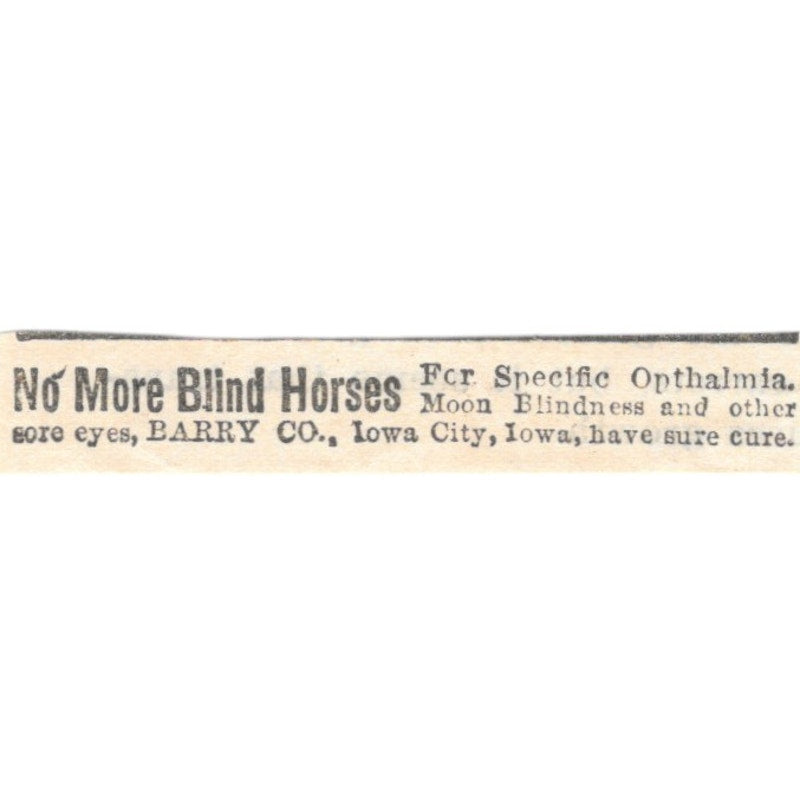 No More Blind Horses For Specific Opthalmia.
Moon Blindness and other
sore eyes, BARRY CO., Iowa City, Iowa, have sure cure.